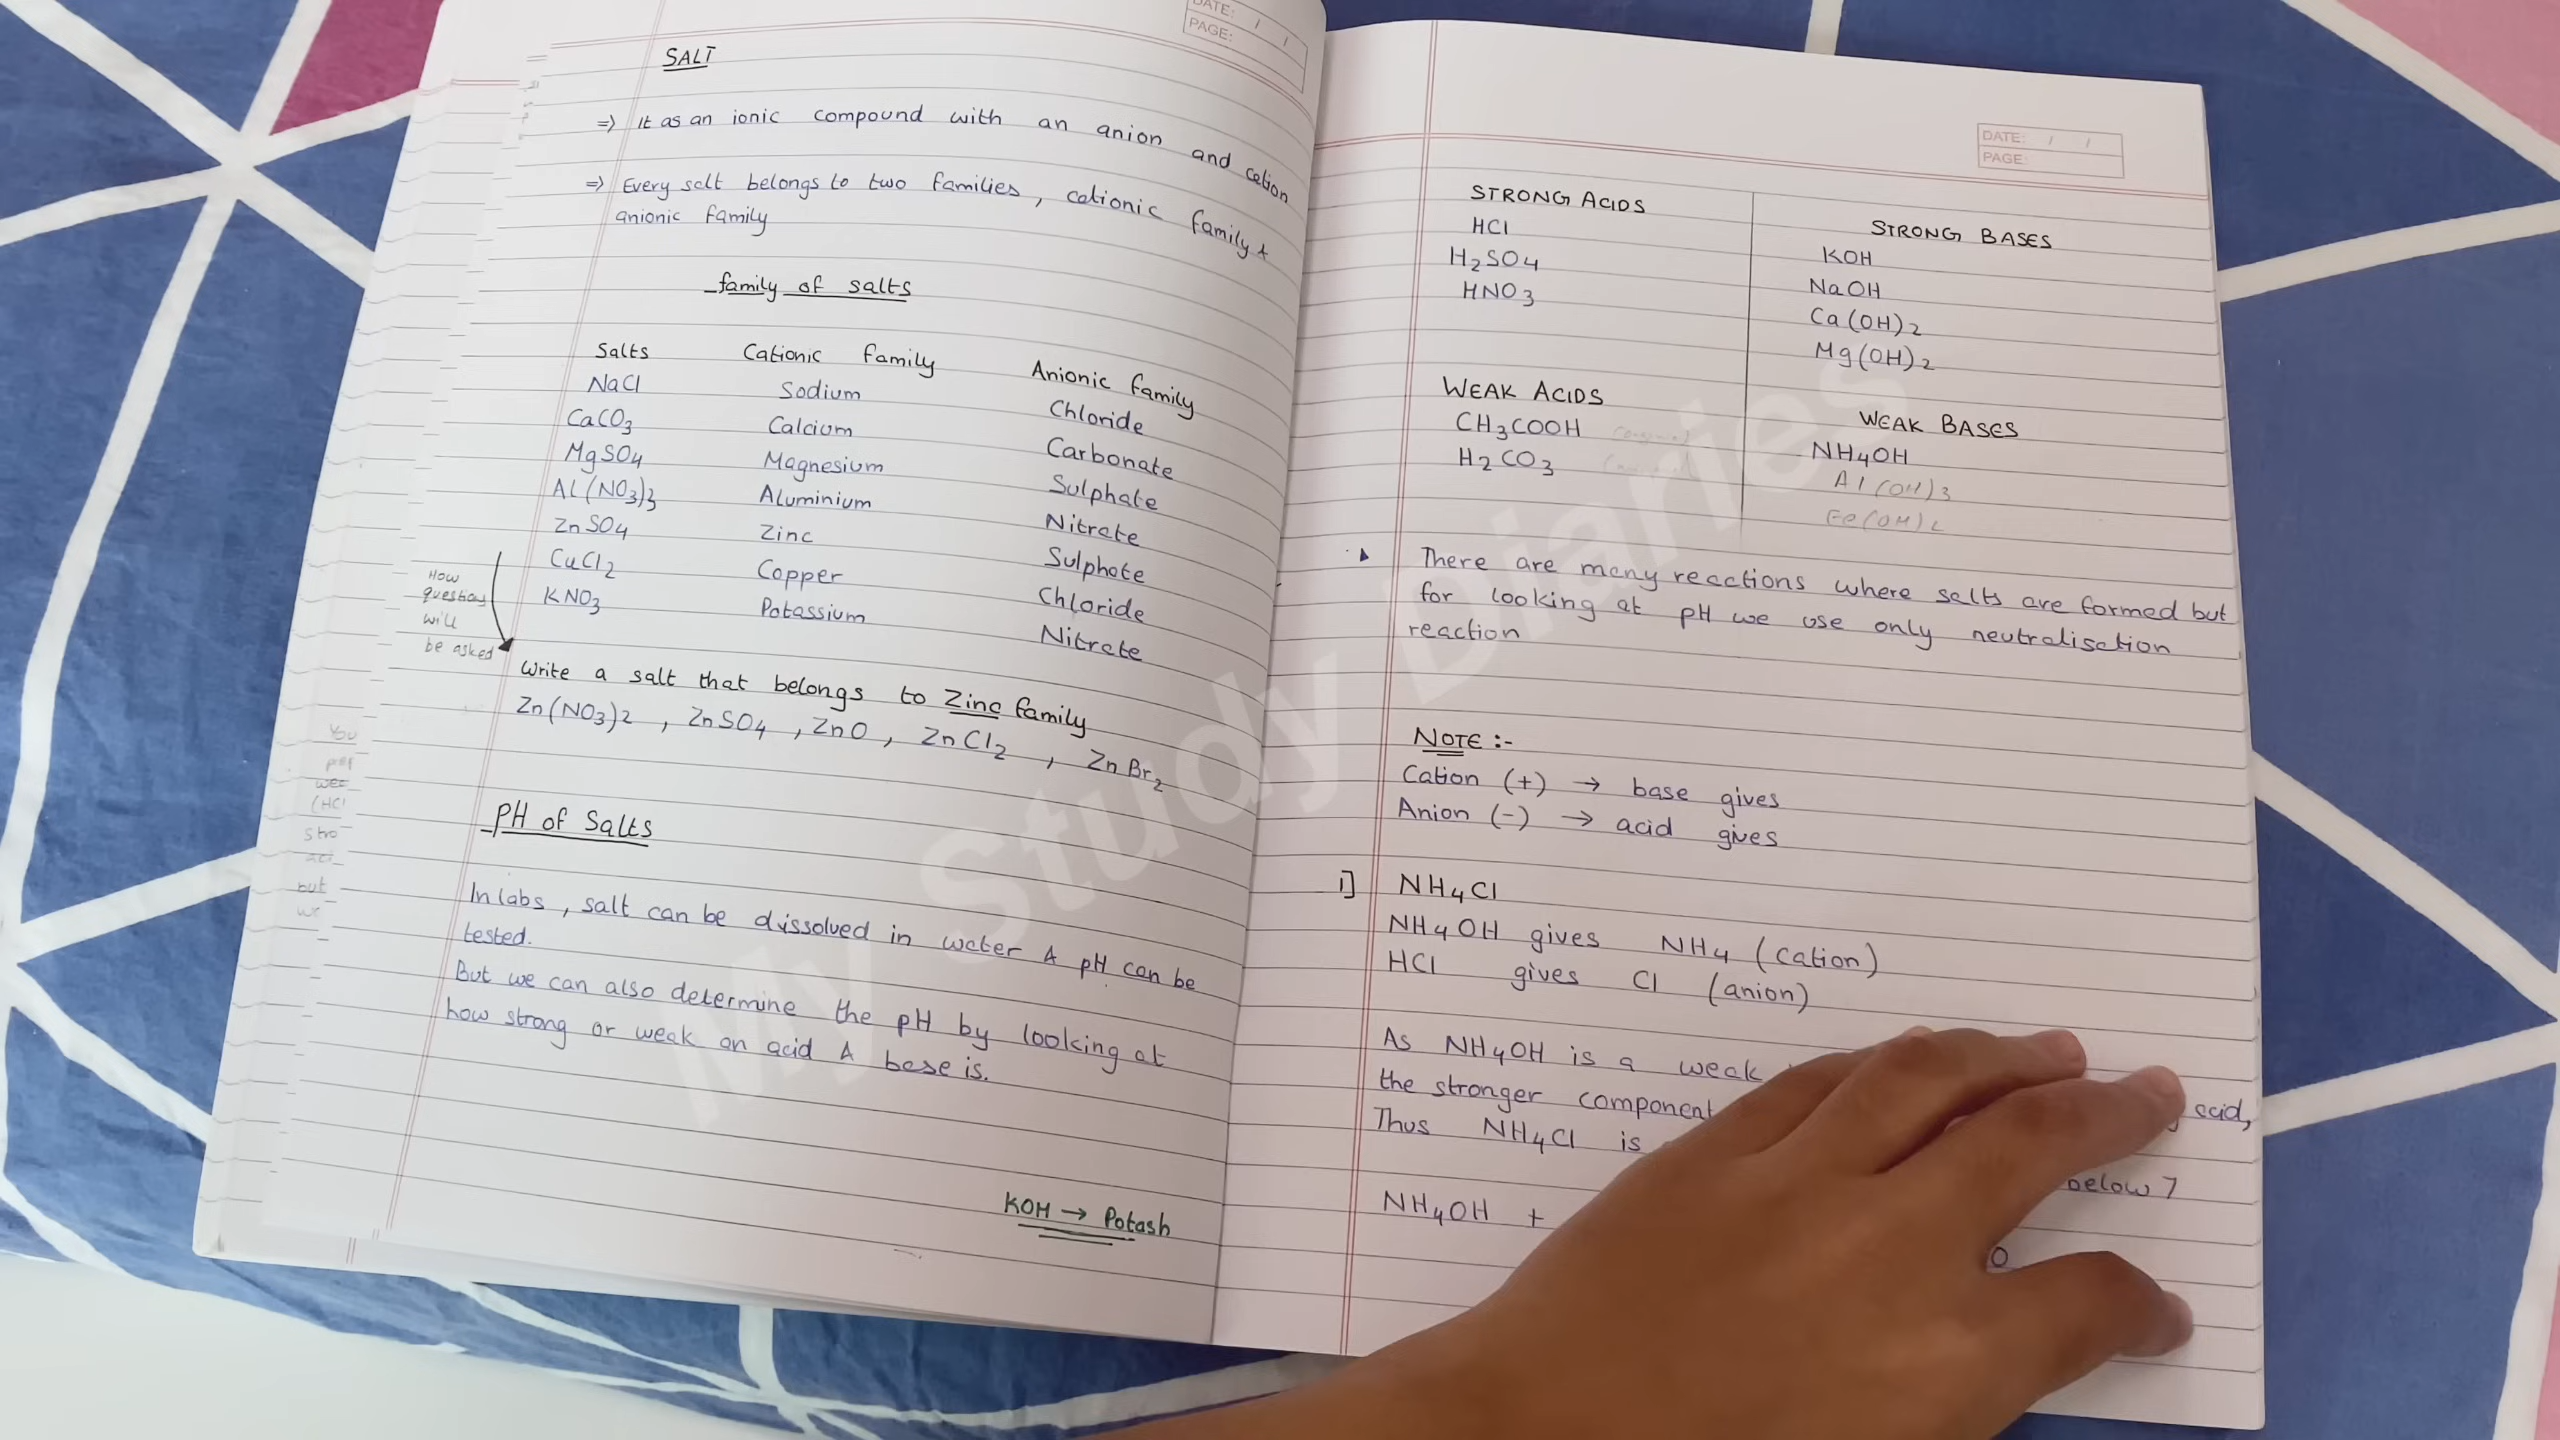 DATE: / /
PAGE:
SALT
=> it as an ionic compound with an anion and cation
=> Every salt belongs to two families, cationic family &
anionic family
family of salts
Salts Cationic family Anionic family
NaCl Sodium Chloride
CaCO3 Calcium Carbonate
MgSO4 Magnesium Sulphate
Al(NO3)3 Aluminium Nitrate
ZnSO4 Zinc Sulphate
CuCl2 Copper Chloride
KNO3 Potassium Nitrate
How
questions
will
be asked
Write a salt that belongs to Zinc family
Zn(NO3)2 , ZnSO4 , ZnO , ZnCl2 , ZnBr2
PH of Salts
In labs , salt can be dissolved in water & pH can be
tested.
But we can also determine the pH by looking at
how strong or weak an acid & base is.
KOH → Potash
You
(HCl
stro
but
we
DATE: / /
PAGE:
STRONG ACIDS
HCl
H2SO4
HNO3
STRONG BASES
KOH
NaOH
Ca(OH)2
Mg(OH)2
WEAK ACIDS
CH3COOH
H2CO3
WEAK BASES
NH4OH
Al(OH)3
There are many reactions where salts are formed but
for looking at pH we use only neutralisation
reaction
NOTE :-
Cation (+) → base gives
Anion (-) → acid gives
1] NH4Cl
NH4OH gives NH4 (cation)
HCl gives Cl (anion)
As NH4OH is a weak
the stronger component acid,
Thus NH4Cl is
below 7
NH4OH +
O
My Study Diaries